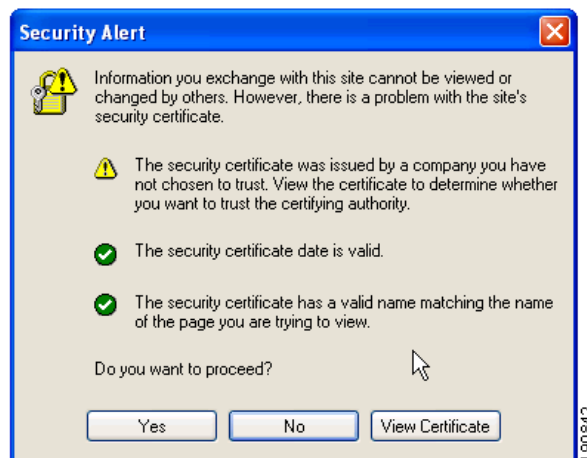 Security Alert
Information you exchange with this site cannot be viewed or
changed by others. However, there is a problem with the site's
security certificate.
The security certificate was issued by a company you have
not chosen to trust. View the certificate to determine whether
you want to trust the certifying authority.
The security certificate date is valid.
The security certificate has a valid name matching the name
of the page you are trying to view.
Do you want to proceed?
Yes
No
View Certificate